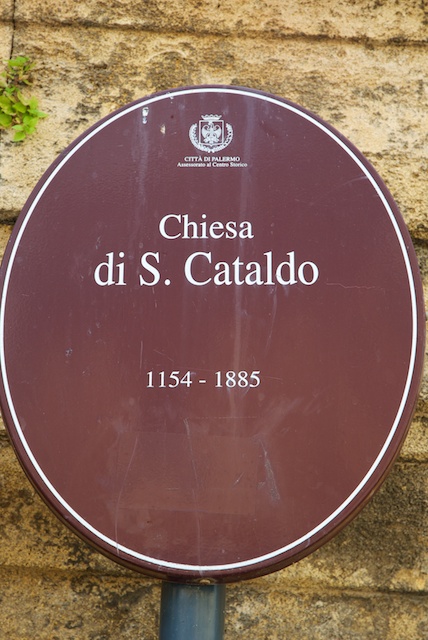 CITTÀ DI PALERMO
Assessorato al Centro Storico
Chiesa
di S. Cataldo
1154 - 1885